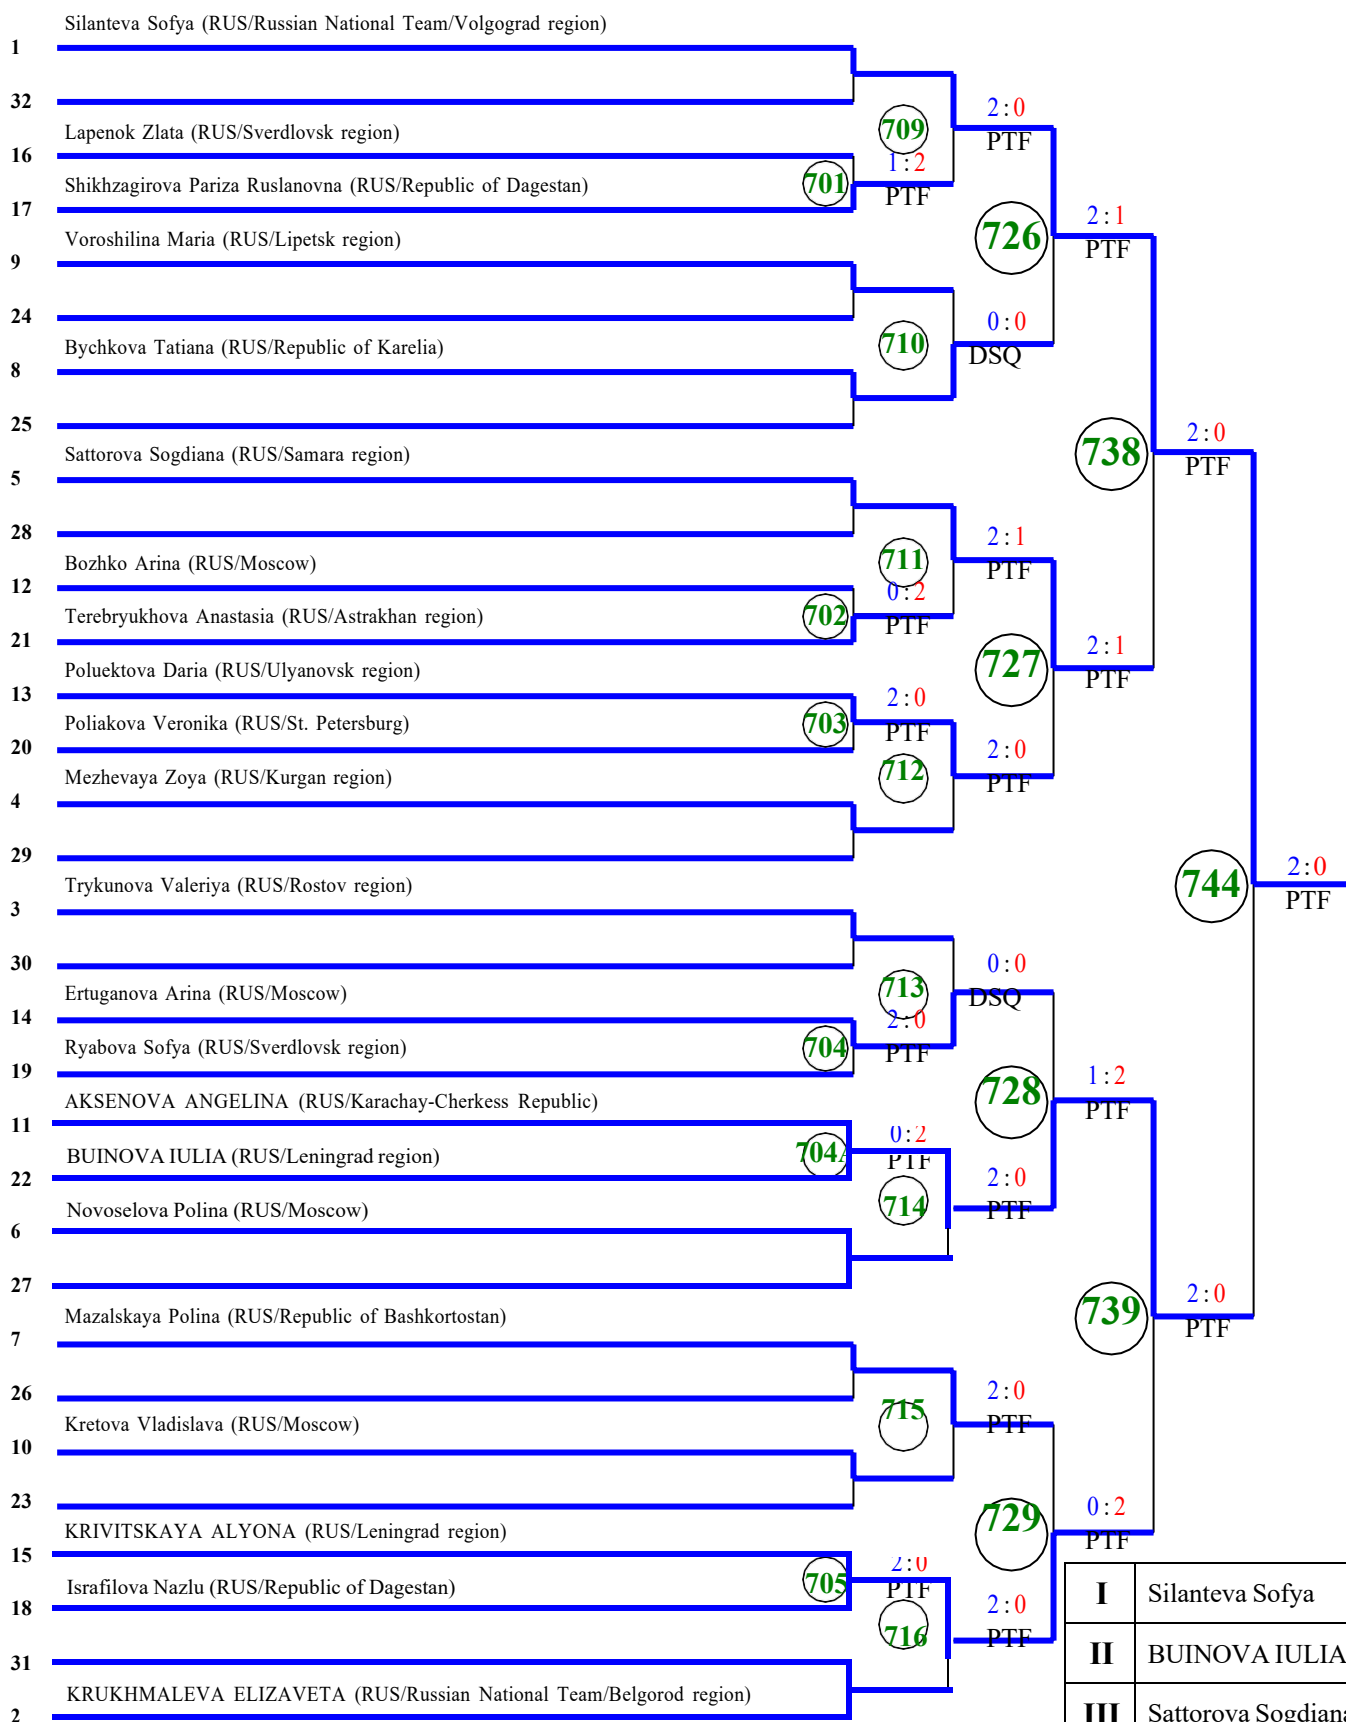 Silanteva Sofya (RUS/Russian National Team/Volgograd region)
1
32
2:0
Lapenok Zlata (RUS/Sverdlovsk region)
709
PTF
16
1:2
Shikhzagirova Pariza Ruslanovna (RUS/Republic of Dagestan)
701
PTF
17
2:1
Voroshilina Maria (RUS/Lipetsk region)
726
PTF
9
24
0:0
Bychkova Tatiana (RUS/Republic of Karelia)
710
DSQ
8
25
2:0
Sattorova Sogdiana (RUS/Samara region)
738
PTF
5
28
2:1
Bozhko Arina (RUS/Moscow)
711
PTF
12
0:2
Terebryukhova Anastasia (RUS/Astrakhan region)
702
PTF
21
2:1
Poluektova Daria (RUS/Ulyanovsk region)
727
PTF
13
2:0
Poliakova Veronika (RUS/St. Petersburg)
703
PTF
20
2:0
Mezhevaya Zoya (RUS/Kurgan region)
712
PTF
4
29
2:0
Trykunova Valeriya (RUS/Rostov region)
744
PTF
3
30
0:0
Ertuganova Arina (RUS/Moscow)
713
DSQ
14
2:0
Ryabova Sofya (RUS/Sverdlovsk region)
704
PTF
19
1:2
AKSENOVA ANGELINA (RUS/Karachay-Cherkess Republic)
728
PTF
11
0:2
BUINOVA IULIA (RUS/Leningrad region)
704A
PTF
22
2:0
Novoselova Polina (RUS/Moscow)
714
PTF
6
27
2:0
Mazalskaya Polina (RUS/Republic of Bashkortostan)
739
PTF
7
26
2:0
Kretova Vladislava (RUS/Moscow)
715
PTF
10
23
0:2
KRIVITSKAYA ALYONA (RUS/Leningrad region)
729
PTF
15
2:0
Israfilova Nazlu (RUS/Republic of Dagestan)
705
PTF
18
2:0
716
PTF
31
KRUKHMALEVA ELIZAVETA (RUS/Russian National Team/Belgorod region)
2
I Silanteva Sofya
II BUINOVA IULIA
III Sattorova Sogdiana